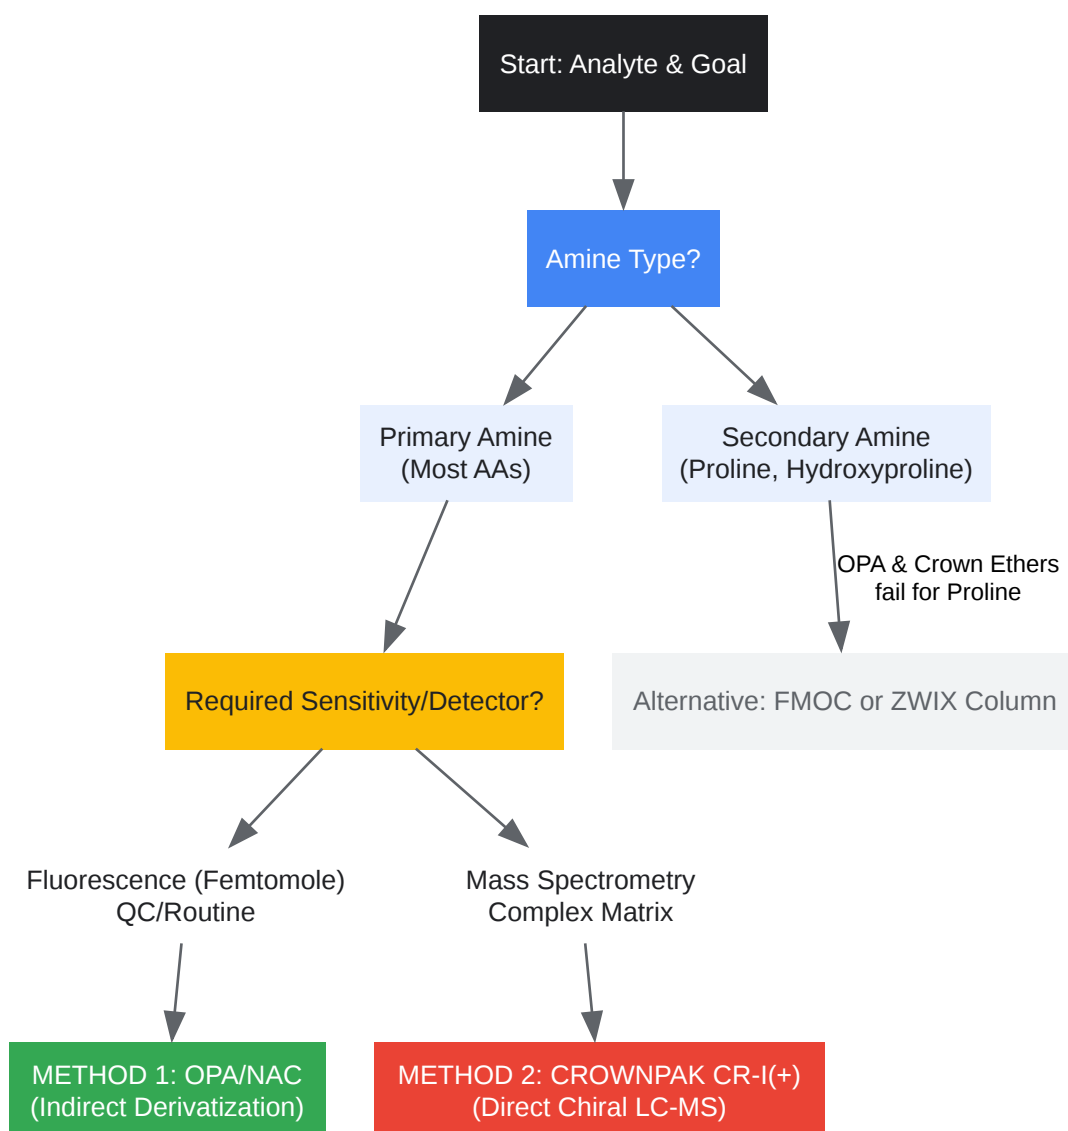 Start: Analyte & Goal
Amine Type?
Primary Amine
(Most AAs)
Secondary Amine
(Proline, Hydroxyproline)
OPA & Crown Ethers
fail for Proline
Required Sensitivity/Detector?
Alternative: FMOC or ZWIX Column
Fluorescence (Femtomole)
QC/Routine
Mass Spectrometry
Complex Matrix
METHOD 1: OPA/NAC
(Indirect Derivatization)
METHOD 2: CROWNPAK CR-I(+)
(Direct Chiral LC-MS)